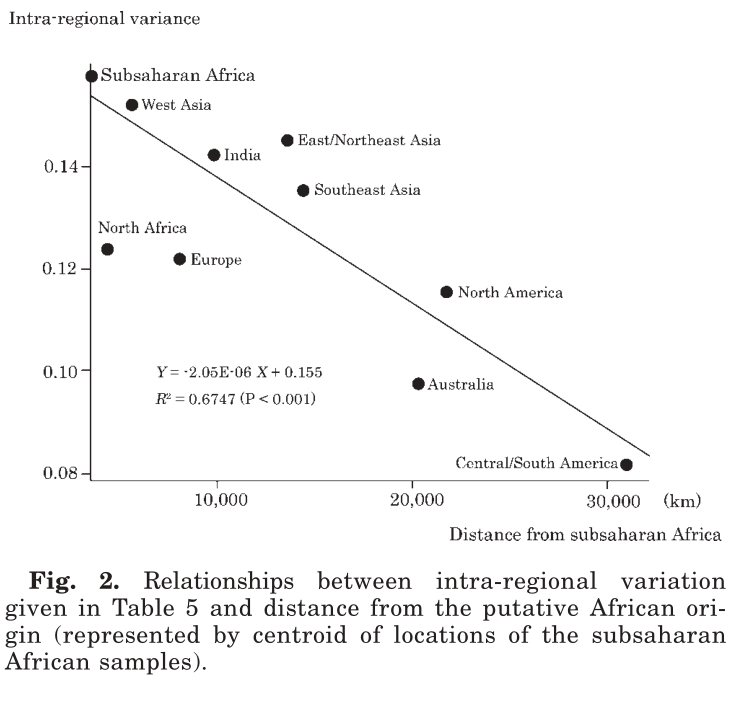 Intra-regional variance
Subsaharan Africa
West Asia
East/Northeast Asia
India
0.14
Southeast Asia
North Africa
Europe
0.12
North America
Y = -2.05E-06 X + 0.155
0.10
Australia
R² = 0.6747 (P < 0.001)
Central/South America
0.08
10,000 20,000 30,000 (km)
Distance from subsaharan Africa
Fig. 2. Relationships between intra-regional variation
given in Table 5 and distance from the putative African ori-
gin (represented by centroid of locations of the subsaharan
African samples).